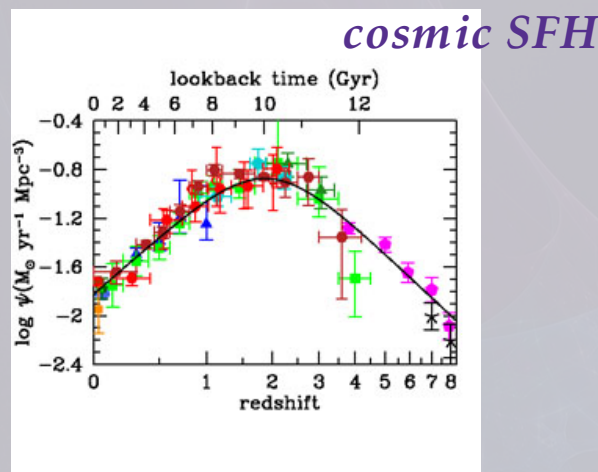 cosmic SFH
lookback time (Gyr)
0 2 4 6 8 10 12
log ψ(M⊙ yr⁻¹ Mpc⁻³)
-0.4
-0.8
-1.2
-1.6
-2
-2.4
0 1 2 3 4 5 6 7 8
redshift